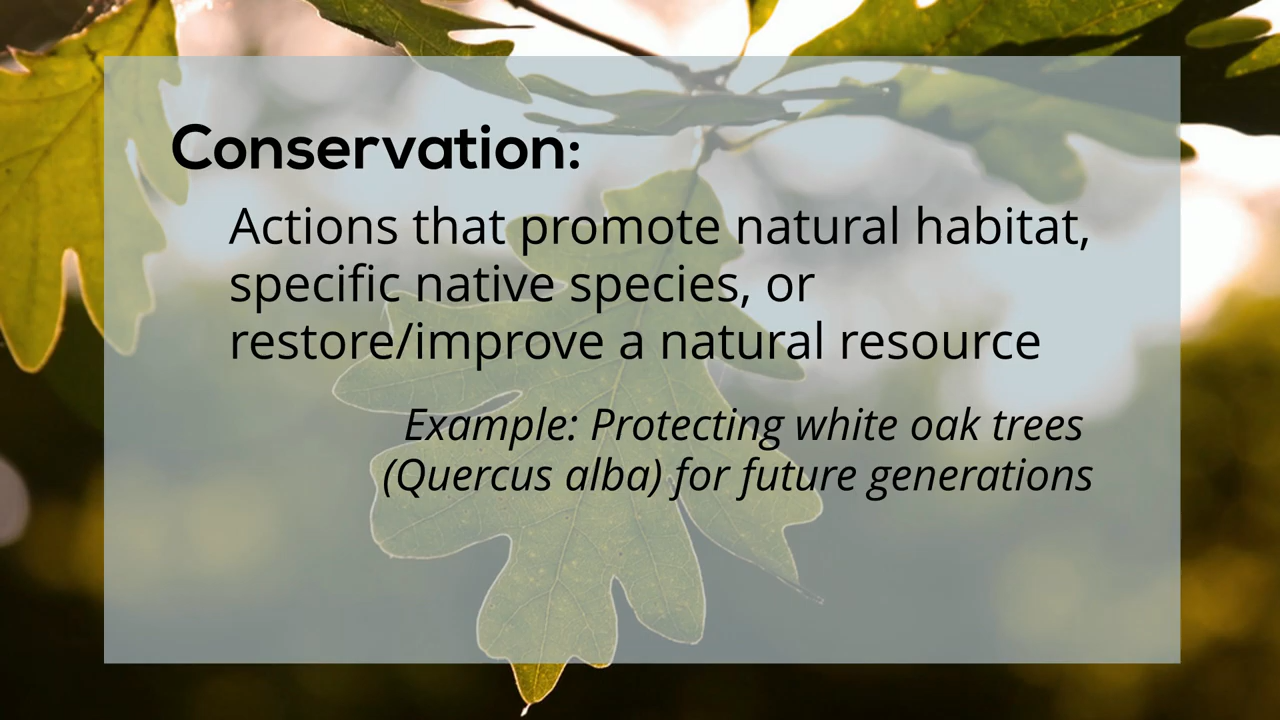 Conservation:
Actions that promote natural habitat,
specific native species, or
restore/improve a natural resource
Example: Protecting white oak trees
(Quercus alba) for future generations